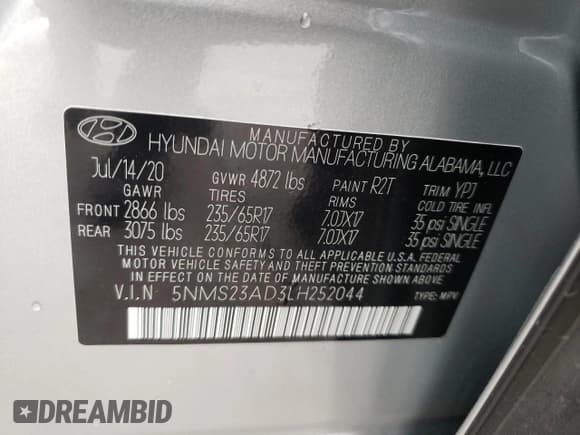 MANUFACTURED BY
HYUNDAI MOTOR MANUFACTURING ALABAMA, LLC
Jul/14/20 GVWR 4872 lbs PAINT R2T TRIM YPJ
GAWR TIRES RIMS COLD TIRE INFL
FRONT 2866 lbs 235/65R17 7.0JX17 35 psi SINGLE
REAR 3075 lbs 235/65R17 7.0JX17 35 psi SINGLE
THIS VEHICLE CONFORMS TO ALL APPLICABLE U.S.A. FEDERAL
MOTOR VEHICLE SAFETY AND THEFT PREVENTION STANDARDS
IN EFFECT ON THE DATE OF MANUFACTURE SHOWN ABOVE
V.I.N 5NMS23AD3LH252044 TYPE: MPV
DREAMBID